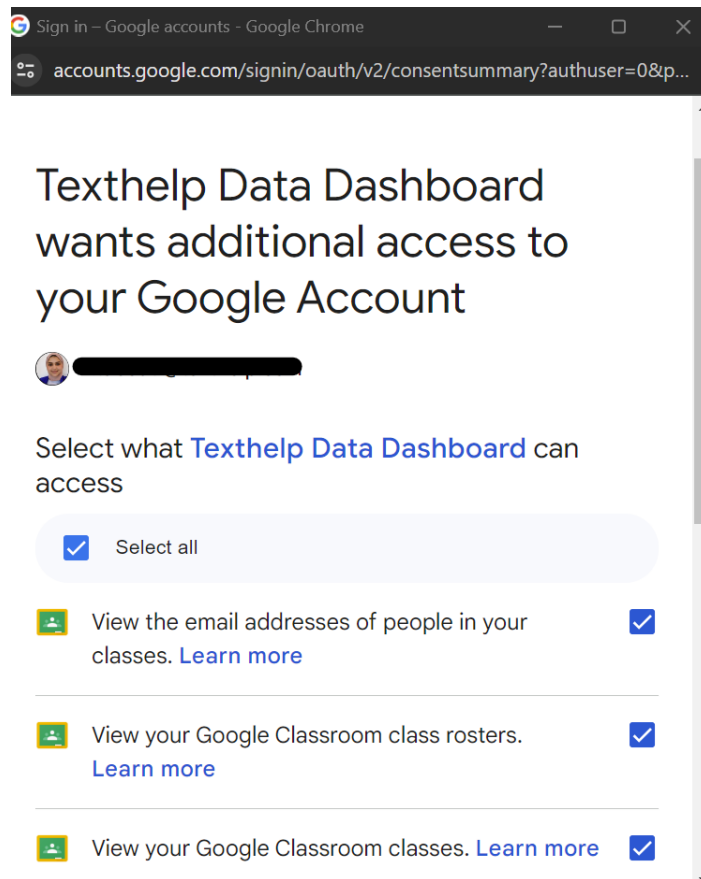 Sign in – Google accounts - Google Chrome
accounts.google.com/signin/oauth/v2/consentsummary?authuser=0&p...
Texthelp Data Dashboard
wants additional access to
your Google Account
Select what Texthelp Data Dashboard can
access
Select all
View the email addresses of people in your
classes. Learn more
View your Google Classroom class rosters.
Learn more
View your Google Classroom classes. Learn more